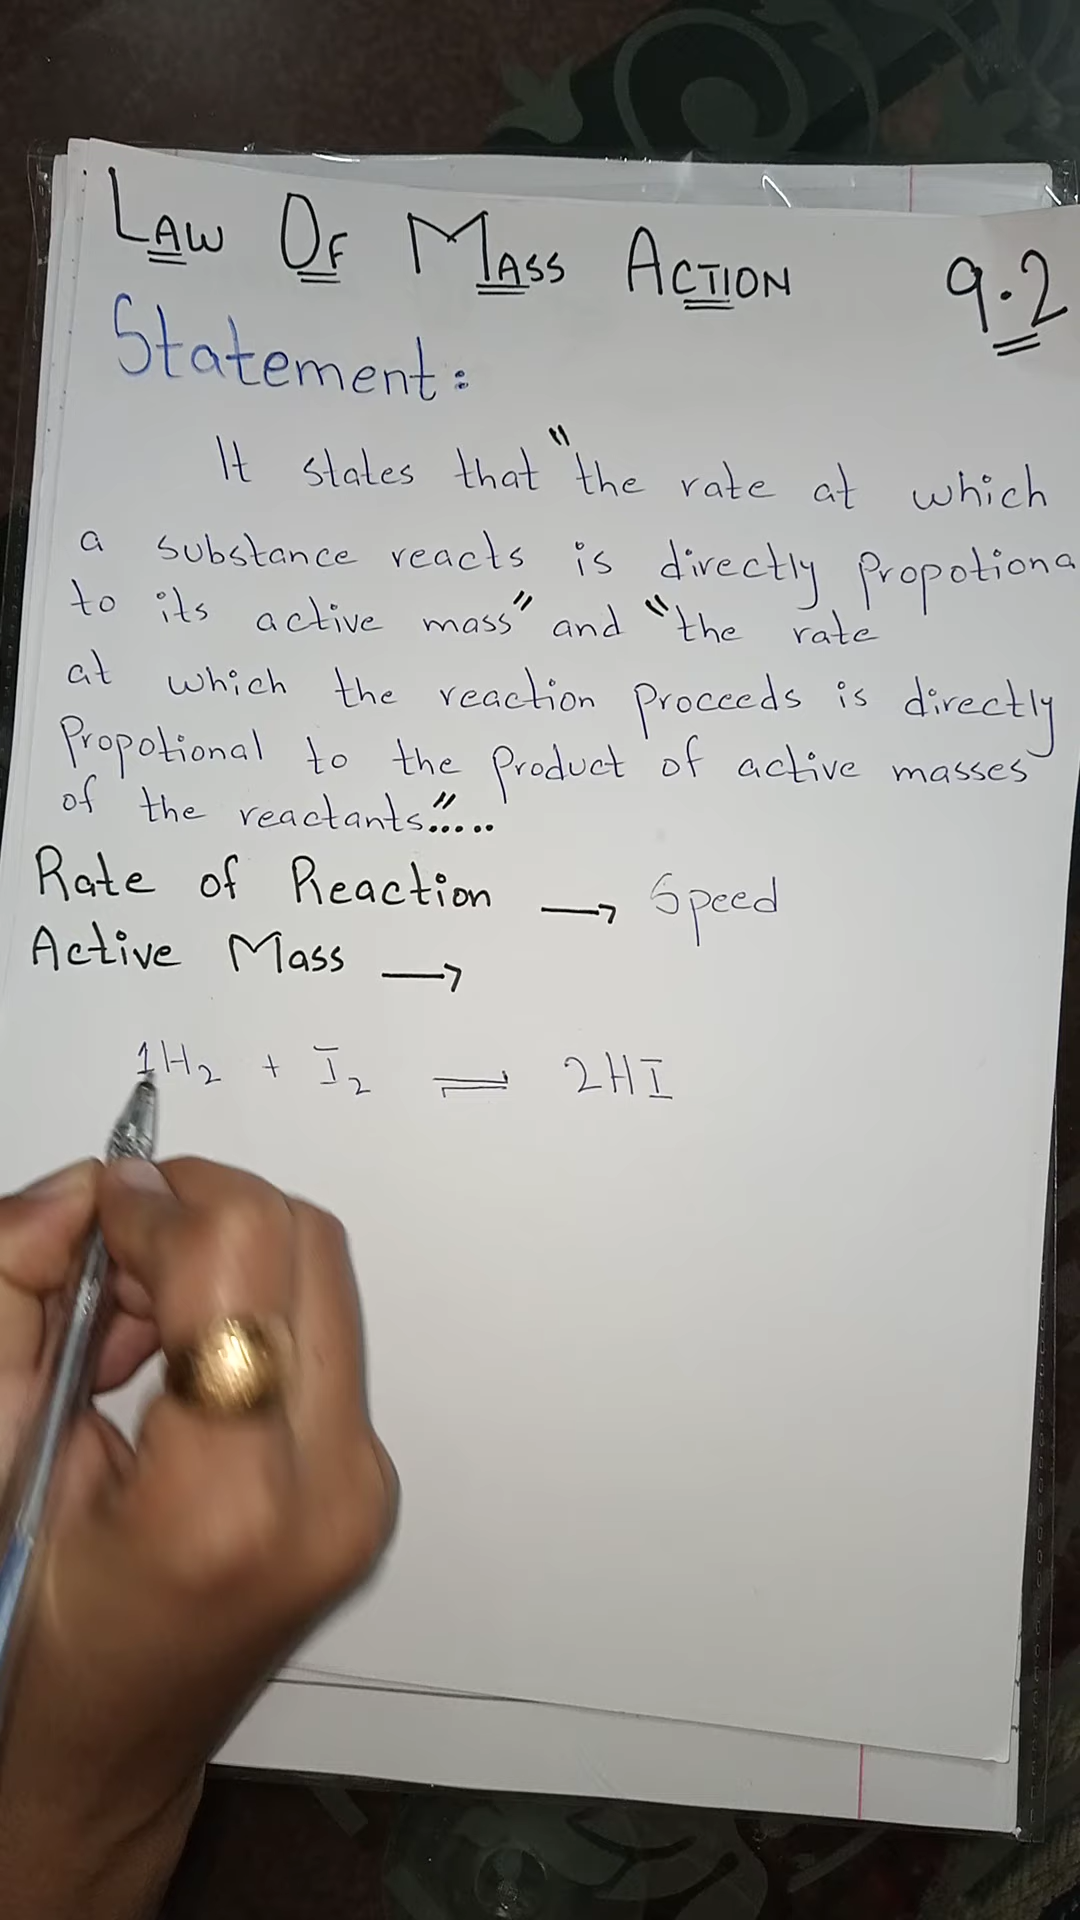 LAW OF MASS ACTION 9.2
Statement:
It states that "the rate at which
a substance reacts is directly Propotiona
to its active mass" and "the rate
at which the reaction Proceeds is directly
Propotional to the Product of active masses
of the reactants".....
Rate of Reaction → Speed
Active Mass →
1H₂ + I₂ ⇌ 2HI